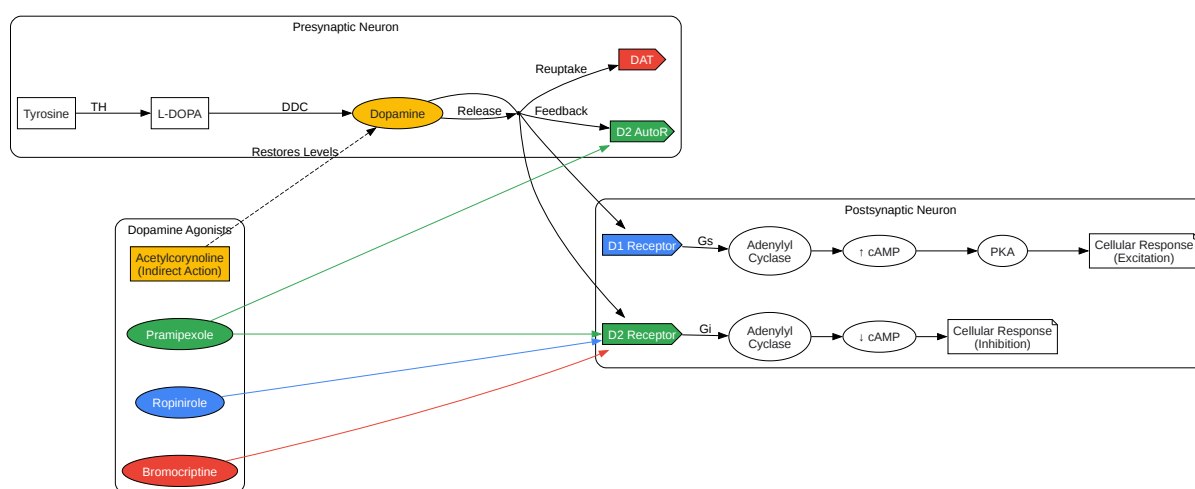 Presynaptic Neuron
DAT
Reuptake
Tyrosine
TH
L-DOPA
DDC
Dopamine
Release
Feedback
D2 AutoR
Restores Levels
Dopamine Agonists
Acetylcorynoline
(Indirect Action)
Pramipexole
Ropinirole
Bromocriptine
Postsynaptic Neuron
D1 Receptor
Gs
Adenylyl
Cyclase
↑ cAMP
PKA
Cellular Response
(Excitation)
D2 Receptor
Gi
Adenylyl
Cyclase
↓ cAMP
Cellular Response
(Inhibition)